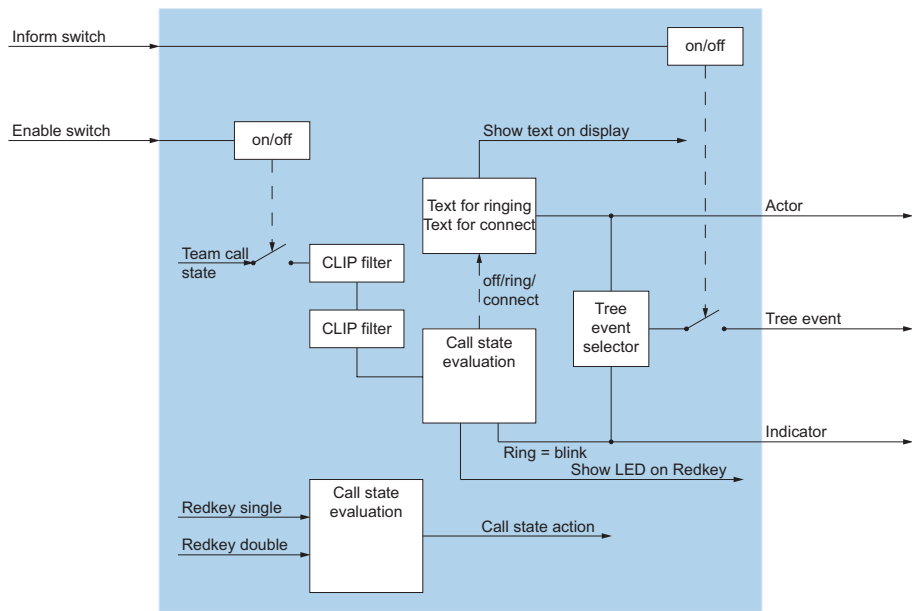 Inform switch
on/off
Enable switch
on/off
Show text on display
Text for ringing
Text for connect
Actor
Team call
state
CLIP filter
off/ring/
connect
CLIP filter
Tree
event
selector
Tree event
Call state
evaluation
Indicator
Ring = blink
Show LED on Redkey
Call state
evaluation
Redkey single
Call state action
Redkey double